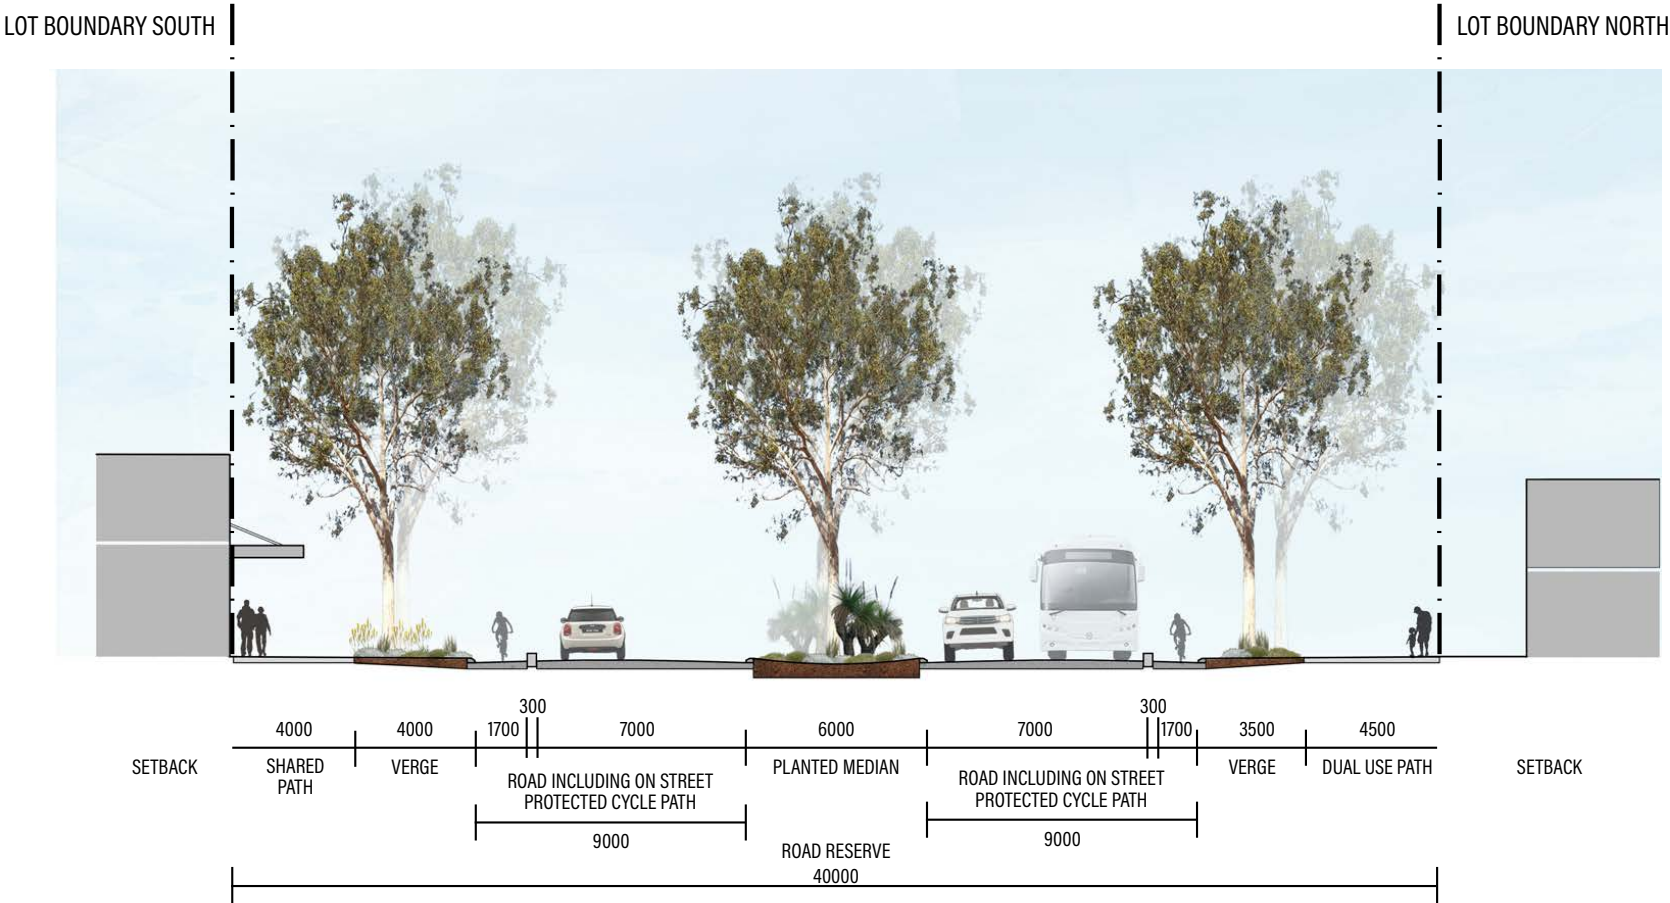 LOT BOUNDARY SOUTH
LOT BOUNDARY NORTH
300
300
4000
4000
1700
7000
6000
7000
1700
3500
4500
SETBACK
SHARED
PATH
VERGE
ROAD INCLUDING ON STREET
PROTECTED CYCLE PATH
PLANTED MEDIAN
ROAD INCLUDING ON STREET
PROTECTED CYCLE PATH
VERGE
DUAL USE PATH
SETBACK
9000
9000
ROAD RESERVE
40000